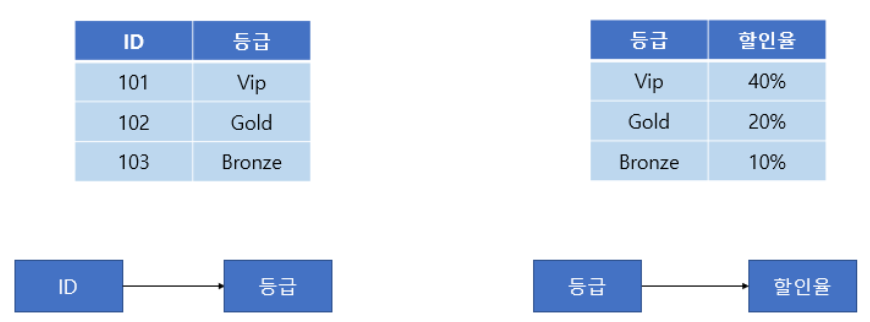 ID 등급
101 Vip
102 Gold
103 Bronze
등급 할인율
Vip 40%
Gold 20%
Bronze 10%
ID 등급
등급 할인율